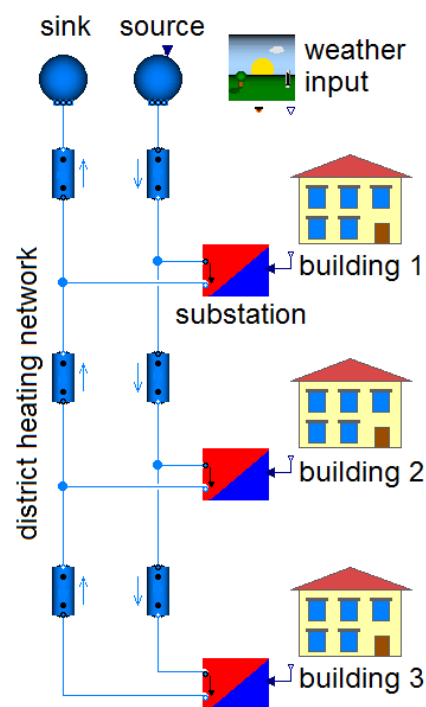 sink source
weather
input
building 1
substation
district heating network
building 2
building 3